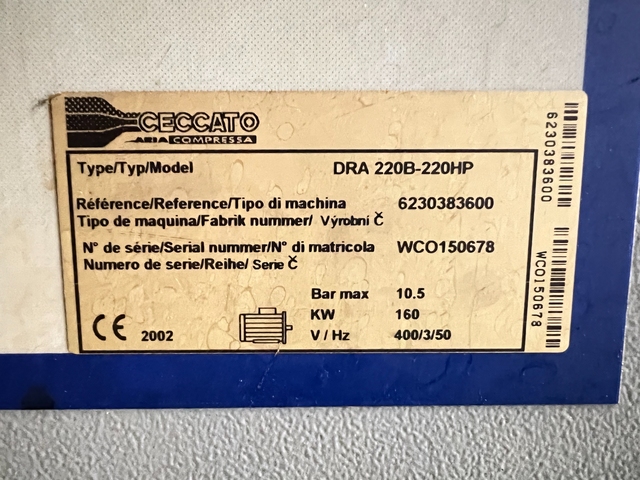 CECCATO
ARIA COMPRESSA
Type/Typ/Model DRA 220B-220HP
Référence/Reference/Tipo di machina 6230383600
Tipo de maquina/Fabrik nummer/ Výrobní Č
N° de série/Serial nummer/N° di matricola WCO150678
Numero de serie/Reihe/ Serie Č
Bar max 10.5
KW 160
CE 2002 V / Hz 400/3/50
6230383600
WCO150678